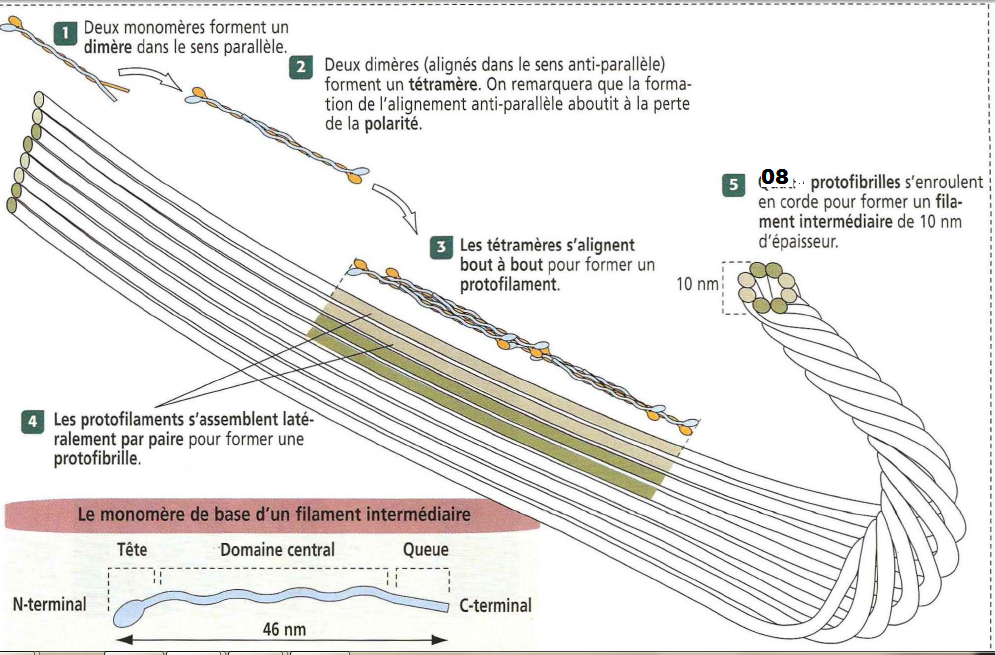 1 Deux monomères forment un
dimère dans le sens parallèle.
2 Deux dimères (alignés dans le sens anti-parallèle)
forment un tétramère. On remarquera que la forma-
tion de l'alignement anti-parallèle aboutit à la perte
de la polarité.
3 Les tétramères s'alignent
bout à bout pour former un
protofilament.
5 08 protofibrilles s'enroulent
en corde pour former un fila-
ment intermédiaire de 10 nm
d'épaisseur.
10 nm
4 Les protofilaments s'assemblent laté-
ralement par paire pour former une
protofibrille.
Le monomère de base d'un filament intermédiaire
Tête Domaine central Queue
N-terminal C-terminal
46 nm